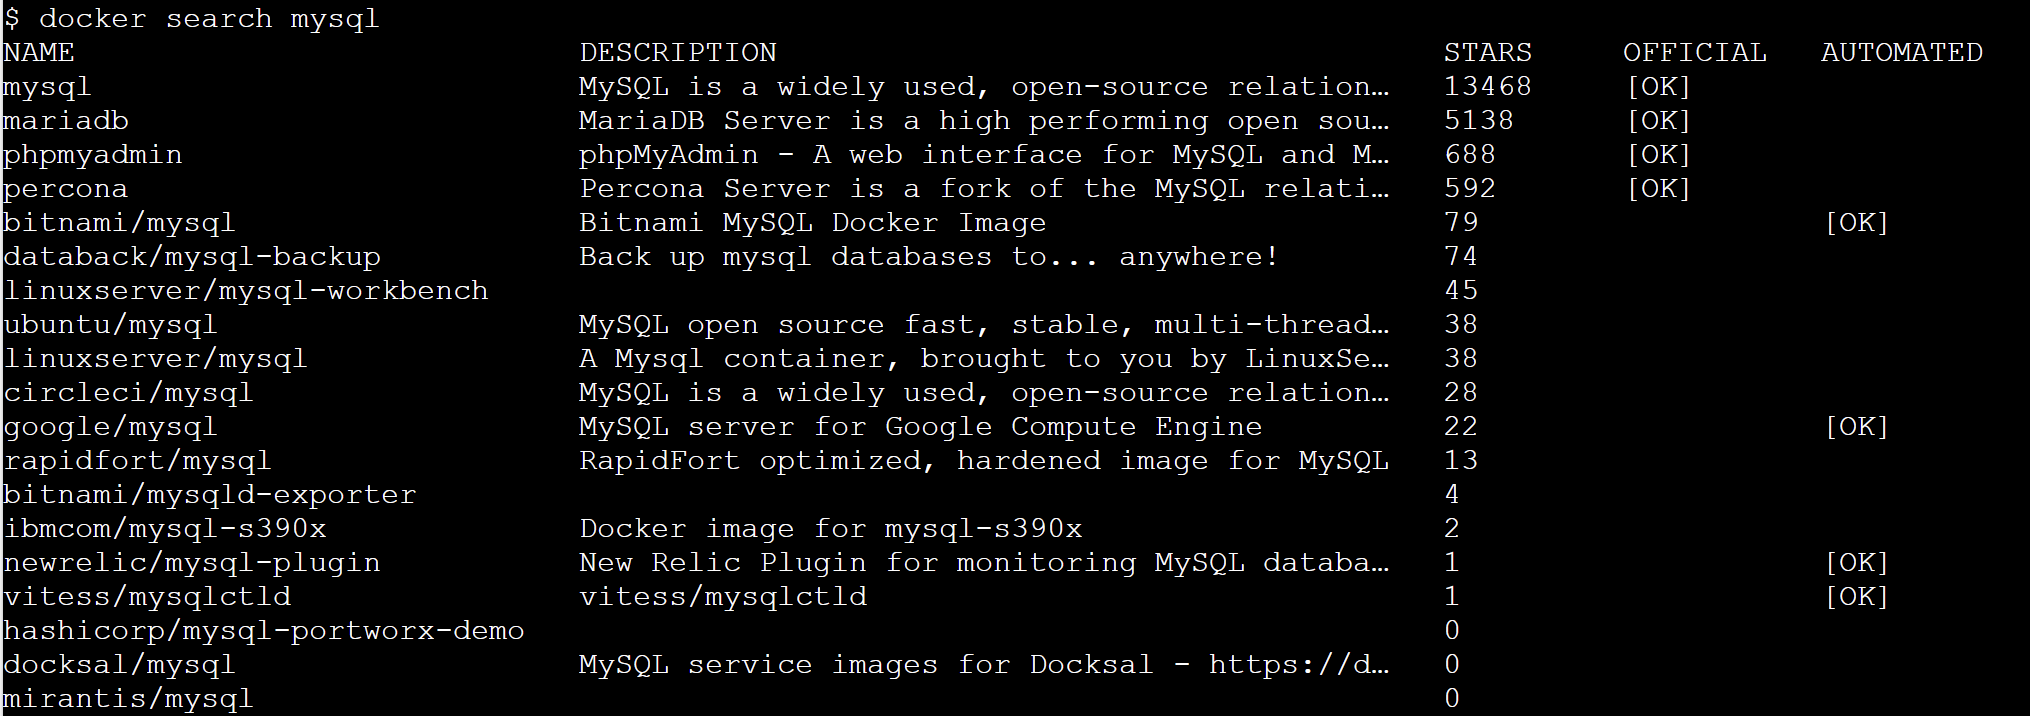 $ docker search mysql
NAME DESCRIPTION STARS OFFICIAL AUTOMATED
mysql MySQL is a widely used, open-source relation… 13468 [OK]
mariadb MariaDB Server is a high performing open sou… 5138 [OK]
phpmyadmin phpMyAdmin - A web interface for MySQL and M… 688 [OK]
percona Percona Server is a fork of the MySQL relati… 592 [OK]
bitnami/mysql Bitnami MySQL Docker Image 79 [OK]
databack/mysql-backup Back up mysql databases to... anywhere! 74
linuxserver/mysql-workbench 45
ubuntu/mysql MySQL open source fast, stable, multi-thread… 38
linuxserver/mysql A Mysql container, brought to you by LinuxSe… 38
circleci/mysql MySQL is a widely used, open-source relation… 28
google/mysql MySQL server for Google Compute Engine 22 [OK]
rapidfort/mysql RapidFort optimized, hardened image for MySQL 13
bitnami/mysqld-exporter 4
ibmcom/mysql-s390x Docker image for mysql-s390x 2
newrelic/mysql-plugin New Relic Plugin for monitoring MySQL databa… 1 [OK]
vitess/mysqlctld vitess/mysqlctld 1 [OK]
hashicorp/mysql-portworx-demo 0
docksal/mysql MySQL service images for Docksal - https://d… 0
mirantis/mysql 0